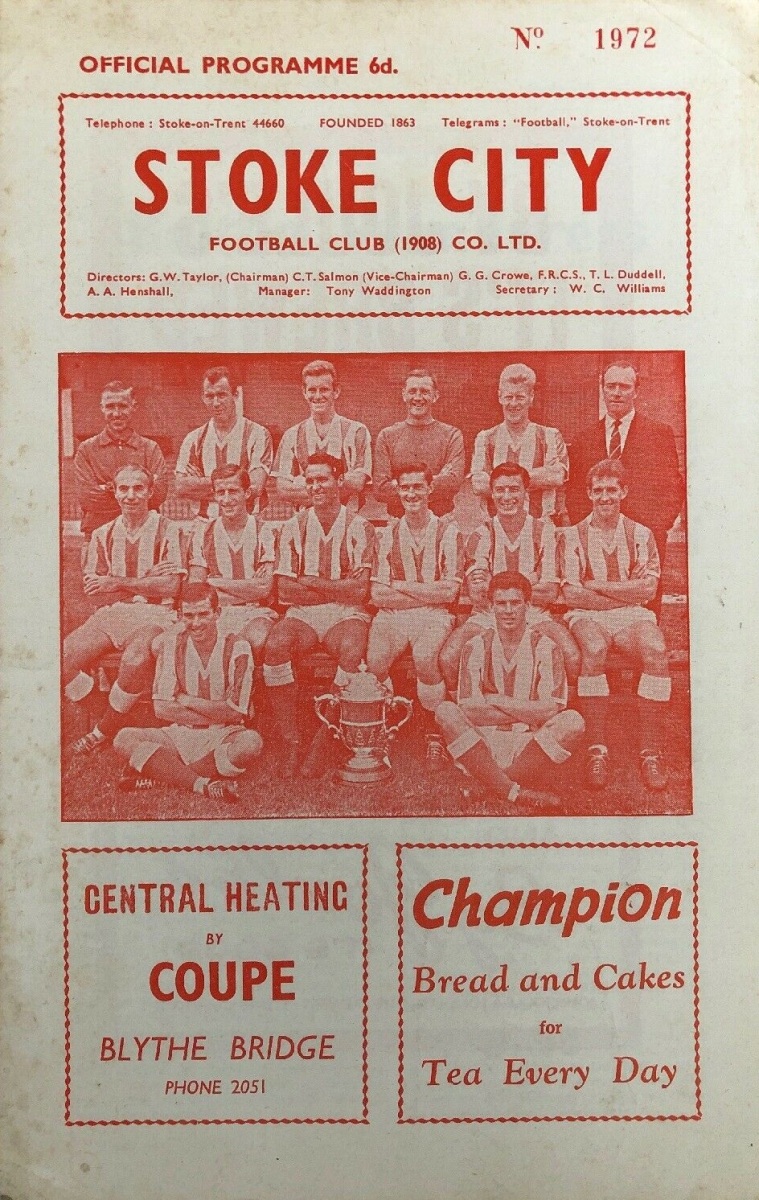 Nº 1972
OFFICIAL PROGRAMME 6d.
Telephone : Stoke-on-Trent 44660 FOUNDED 1863 Telegrams : "Football," Stoke-on-Trent
STOKE CITY
FOOTBALL CLUB (1908) CO. LTD.
Directors: G.W. Taylor, (Chairman) C.T. Salmon (Vice-Chairman) G. G. Crowe, F.R.C.S., T. L. Duddell,
A. A. Henshall, Manager: Tony Waddington Secretary : W. C. Williams
CENTRAL HEATING
BY
COUPE
BLYTHE BRIDGE
PHONE 2051
Champion
Bread and Cakes
for
Tea Every Day